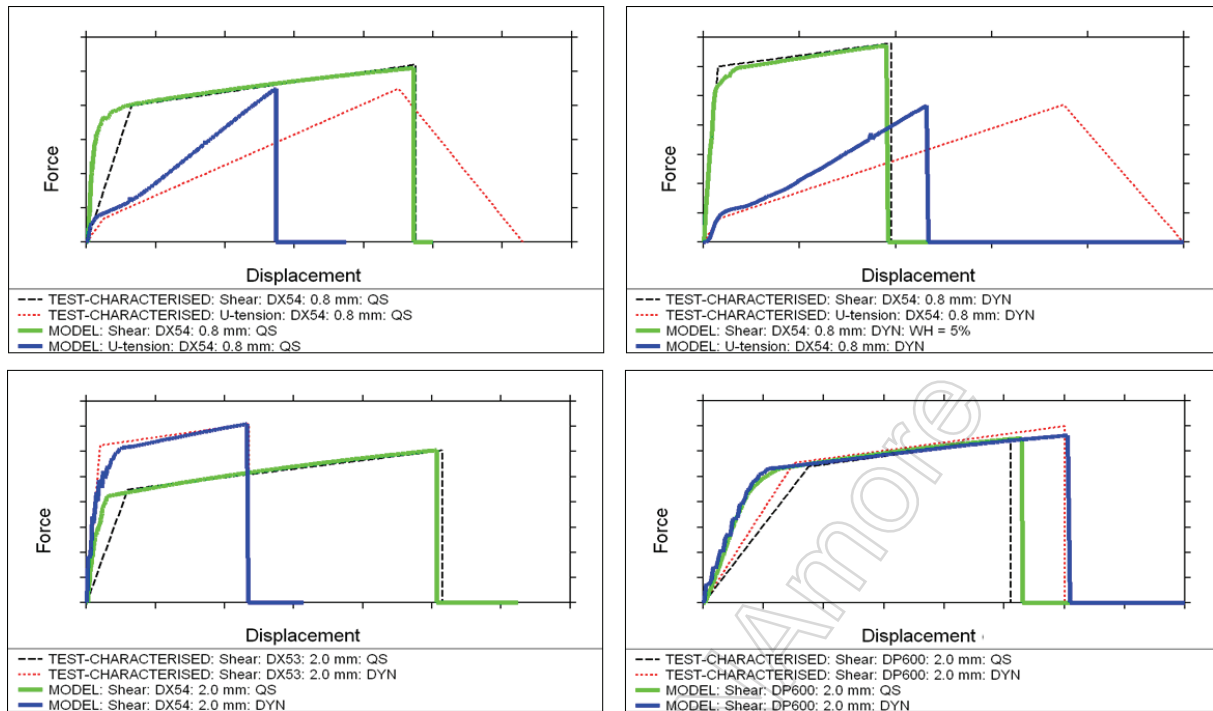 Force
Displacement
TEST-CHARACTERISED: Shear: DX54: 0.8 mm: QS
TEST-CHARACTERISED: U-tension: DX54: 0.8 mm: QS
MODEL: Shear: DX54: 0.8 mm: QS
MODEL: U-tension: DX54: 0.8 mm: QS
Force
Displacement
TEST-CHARACTERISED: Shear: DX54: 0.8 mm: DYN
TEST-CHARACTERISED: U-tension: DX54: 0.8 mm: DYN
MODEL: Shear: DX54: 0.8 mm: DYN: WH = 5%
MODEL: U-tension: DX54: 0.8 mm: DYN
Force
Displacement
TEST-CHARACTERISED: Shear: DX53: 2.0 mm: QS
TEST-CHARACTERISED: Shear: DX53: 2.0 mm: DYN
MODEL: Shear: DX54: 2.0 mm: QS
MODEL: Shear: DX54: 2.0 mm: DYN
Force
Displacement
TEST-CHARACTERISED: Shear: DP600: 2.0 mm: QS
TEST-CHARACTERISED: Shear: DP600: 2.0 mm: DYN
MODEL: Shear: DP600: 2.0 mm: QS
MODEL: Shear: DP600: 2.0 mm: DYN